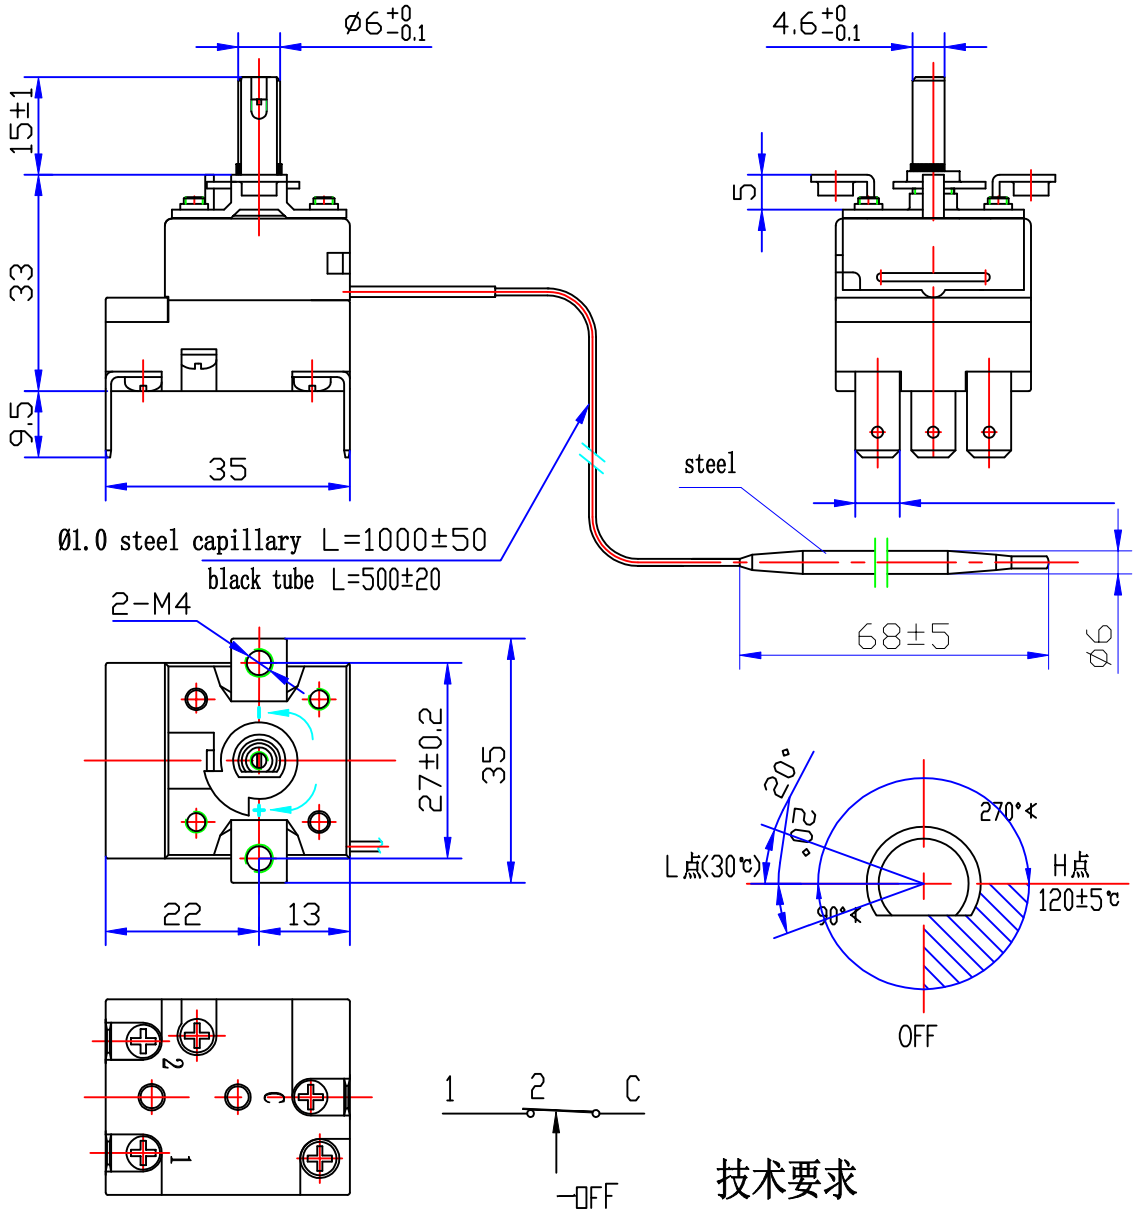 Ø6 +0 -0.1
4.6 +0 -0.1
15±1
5
33
9.5
35
steel
Ø1.0 steel capillary L=1000±50
black tube L=500±20
2-M4
68±5
Ø6
27±0.2
35
20°
20°
270°∢
L点(30℃)
H点
120±5℃
90°∢
22
13
OFF
2
C
1
1
2
C
OFF
技术要求